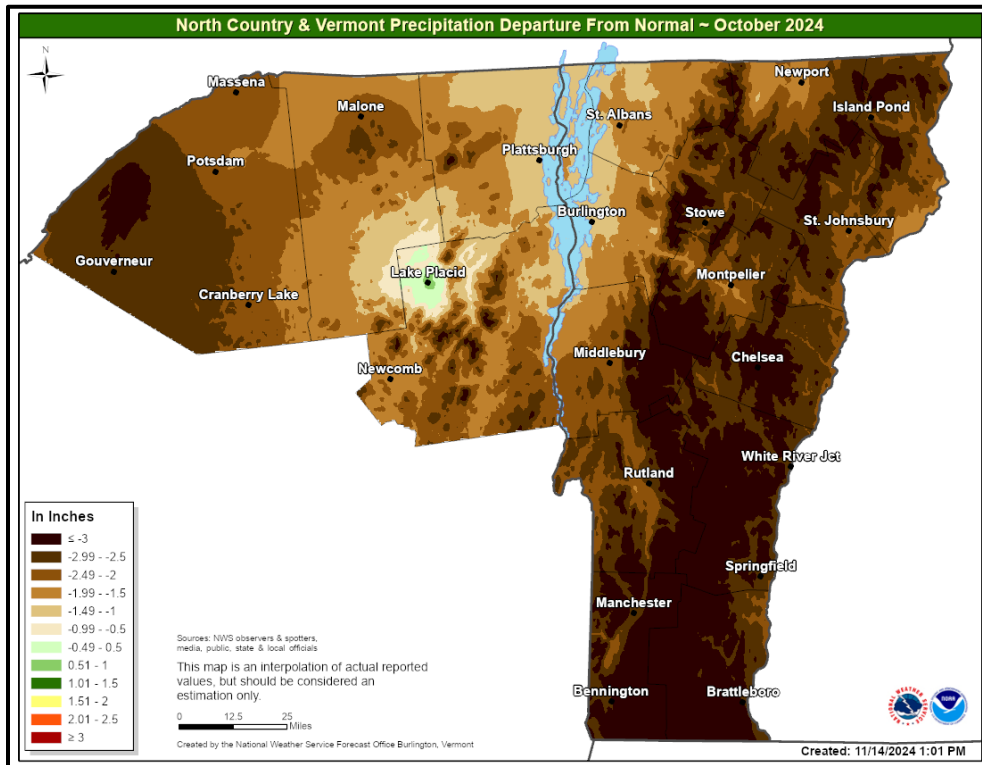 North Country & Vermont Precipitation Departure From Normal ~ October 2024
N
Massena
Malone
Newport
Island Pond
St. Albans
Plattsburgh
Potsdam
Burlington
Stowe
St. Johnsbury
Gouverneur
Lake Placid
Montpelier
Cranberry Lake
Middlebury
Chelsea
Newcomb
White River Jct
Rutland
Springfield
Manchester
Bennington
Brattleboro
In Inches
≤ -3
-2.99 - -2.5
-2.49 - -2
-1.99 - -1.5
-1.49 - -1
-0.99 - -0.5
-0.49 - 0.5
0.51 - 1
1.01 - 1.5
1.51 - 2
2.01 - 2.5
≥ 3
Sources: NWS observers & spotters,
media, public, state & local officials
This map is an interpolation of actual reported
values, but should be considered an
estimation only.
0 12.5 25
Miles
Created by the National Weather Service Forecast Office Burlington, Vermont
NATIONAL WEATHER SERVICE
NOAA
Created: 11/14/2024 1:01 PM